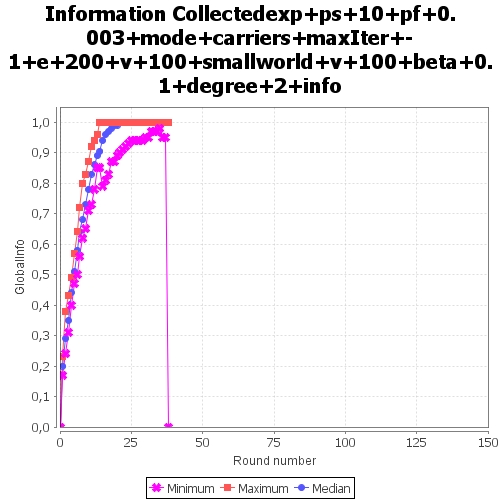 Information Collectedexp+ps+10+pf+0.
003+mode+carriers+maxIter+-
1+e+200+v+100+smallworld+v+100+beta+0.
1+degree+2+info
1,0
0,9
0,8
0,7
0,6
0,5
0,4
0,3
0,2
0,1
0,0
GlobalInfo
0 25 50 75 100 125 150
Round number
Minimum Maximum Median